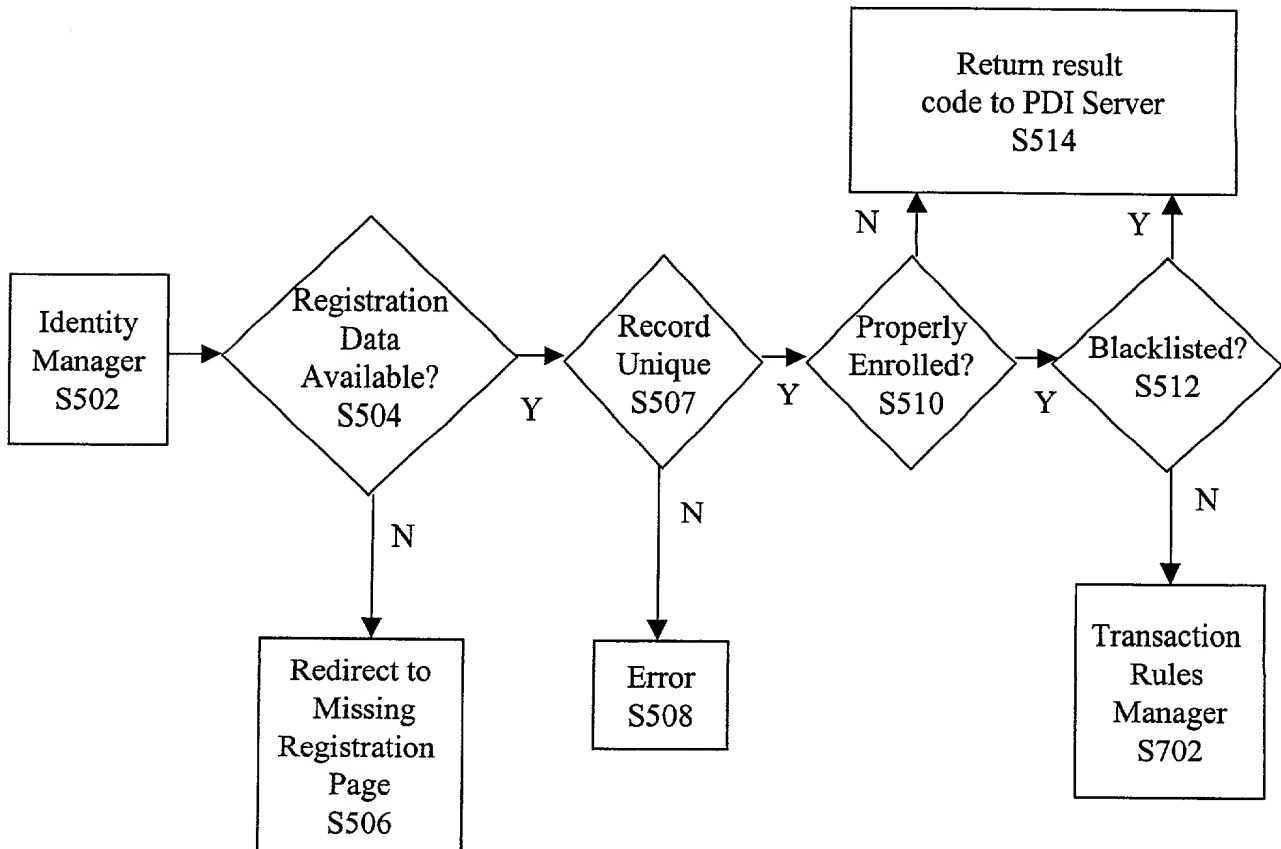 Return result
code to PDI Server
S514
N
Y
Identity
Manager
S502
Registration
Data
Available?
S504
Y
Record
Unique
S507
Y
Properly
Enrolled?
S510
Y
Blacklisted?
S512
N
N
N
Redirect to
Missing
Registration
Page
S506
Error
S508
Transaction
Rules
Manager
S702